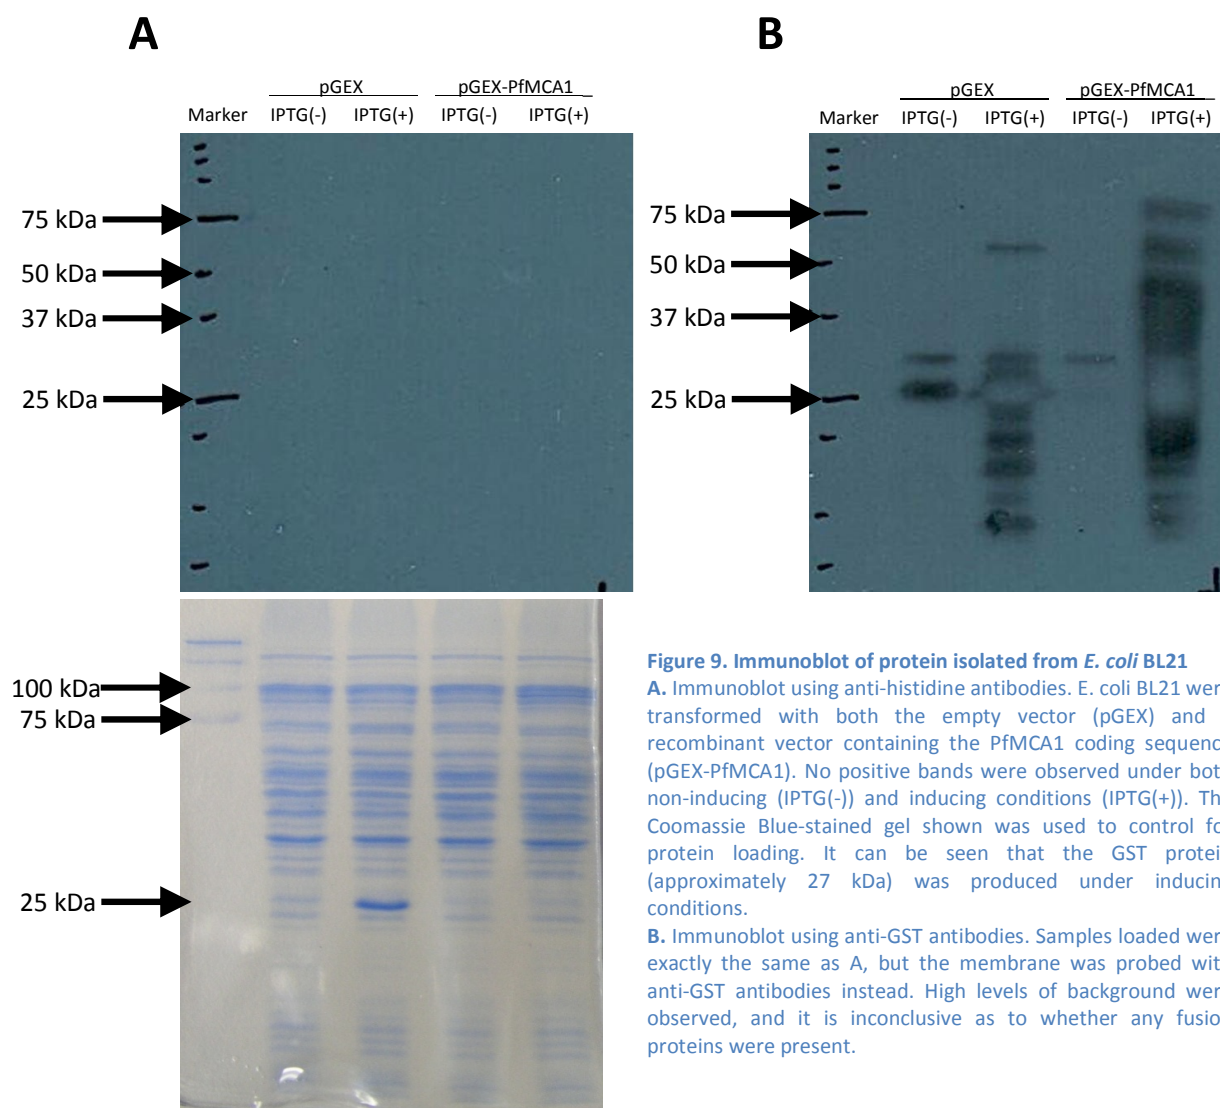 A
B
pGEX
pGEX-PfMCA1
Marker
IPTG(-)
IPTG(+)
IPTG(-)
IPTG(+)
75 kDa
50 kDa
37 kDa
25 kDa
pGEX
pGEX-PfMCA1
Marker
IPTG(-)
IPTG(+)
IPTG(-)
IPTG(+)
75 kDa
50 kDa
37 kDa
25 kDa
100 kDa
75 kDa
25 kDa
Figure 9. Immunoblot of protein isolated from E. coli BL21
A. Immunoblot using anti-histidine antibodies. E. coli BL21 wer
transformed with both the empty vector (pGEX) and
recombinant vector containing the PfMCA1 coding sequenc
(pGEX-PfMCA1). No positive bands were observed under bot
non-inducing (IPTG(-)) and inducing conditions (IPTG(+)). Th
Coomassie Blue-stained gel shown was used to control fo
protein loading. It can be seen that the GST protei
(approximately 27 kDa) was produced under inducin
conditions.
B. Immunoblot using anti-GST antibodies. Samples loaded wer
exactly the same as A, but the membrane was probed wit
anti-GST antibodies instead. High levels of background wer
observed, and it is inconclusive as to whether any fusio
proteins were present.